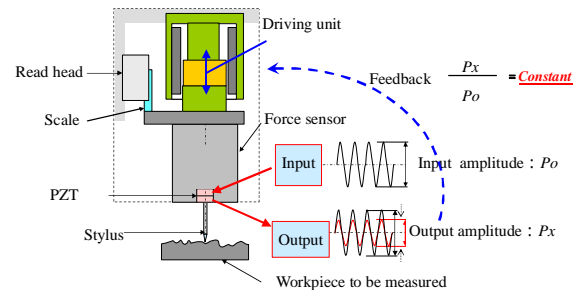 Driving unit
Read head
Feedback Px / Po = Constant
Scale
Force sensor
Input
Input amplitude : Po
PZT
Stylus
Output
Output amplitude : Px
Workpiece to be measured